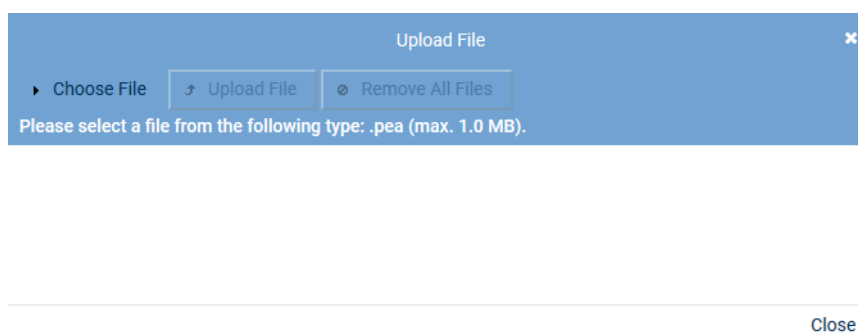 Upload File
Choose File Upload File Remove All Files
Please select a file from the following type: .pea (max. 1.0 MB).
Close